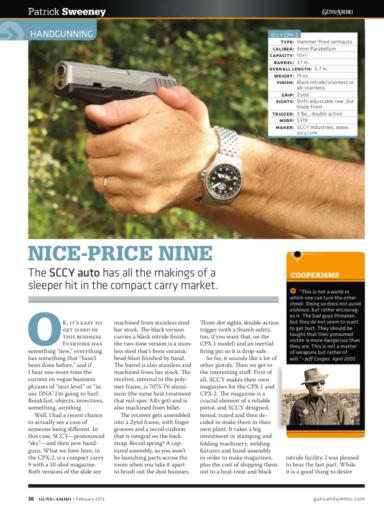 Patrick Sweeney
GUNS&AMMO
HANDGUNNING
SCCY CPX-2
TYPE: Hammer-fired semiauto
CALIBER: 9mm Parabellum
CAPACITY: 10+1
BARREL: 3.1 in.
OVERALL LENGTH: 5.7 in.
WEIGHT: 15 oz.
FINISH: Black nitride/stainless or
all-stainless
GRIP: Zytel
SIGHTS: Drift-adjustable rear, dot
blade front
TRIGGER: 9 lbs., double action
MSRP: $319
MAKER: SCCY Industries, www.
sccy.com
NICE-PRICE NINE
The SCCY auto has all the makings of a
sleeper hit in the compact carry market.
OK, IT'S EASY TO
GET JADED IN
THIS BUSINESS.
EVERYONE HAS
something "new," everything
has something that "hasn't
been done before," and if
I hear one more time the
current en vogue business
phrases of "next level" or "in
our DNA" I'm going to hurl.
Breakfast, objects, invectives,
something, anything.
Well, I had a recent chance
to actually see a case of
someone being different. In
this case, SCCY—pronounced
"sky"—and their new hand-
guns. What we have here, in
the CPX-2, is a compact carry
9 with a 10-shot magazine.
Both versions of the slide are
machined from stainless steel
bar stock. The black version
carries a black nitride finish;
the two-tone version is a stain-
less steel that's been ceramic
bead-blast finished by hand.
The barrel is also stainless and
machined from bar stock. The
receiver, internal to the poly-
mer frame, is 7075-T6 alumi-
num (the same heat-treatment
that mil-spec ARs get) and is
also machined from billet.
The receiver gets assembled
into a Zytel frame, with finger
grooves and a recoil cushion
that is integral on the back-
strap. Recoil spring? A cap-
tured assembly, so you won't
be launching parts across the
room when you take it apart
to brush out the dust bunnies.
Three-dot sights, double-action
trigger (with a thumb safety,
too, if you want that, on the
CPX-1 model) and an inertial
firing pin so it is drop-safe.
So far, it sounds like a lot of
other pistols. Then we get to
the interesting stuff. First of
all, SCCY makes their own
magazines for the CPX-1 and
CPX-2. The magazine is a
crucial element of a reliable
pistol, and SCCY designed,
tested, tuned and then de-
cided to make them in their
own plant. It takes a big
investment in stamping and
folding machinery, welding
fixtures and hand-assembly
in order to make magazines,
plus the cost of shipping them
out to a heat-treat and black
COOPERISMS
"This is not a world in
which one can turn the other
cheek. Doing so does not avoid
violence, but rather encourag-
es it. The bad guys threaten,
but they do not seem to want
to get hurt. They should be
taught that their presumed
victim is more dangerous than
they are. This is not a matter
of weapons but rather of
will." —Jeff Cooper, April 2003
nitride facility. I was pleased
to hear the last part. While
it is a good thing to desire
30 GUNS&AMMO • February 2013
gunsandammo.com